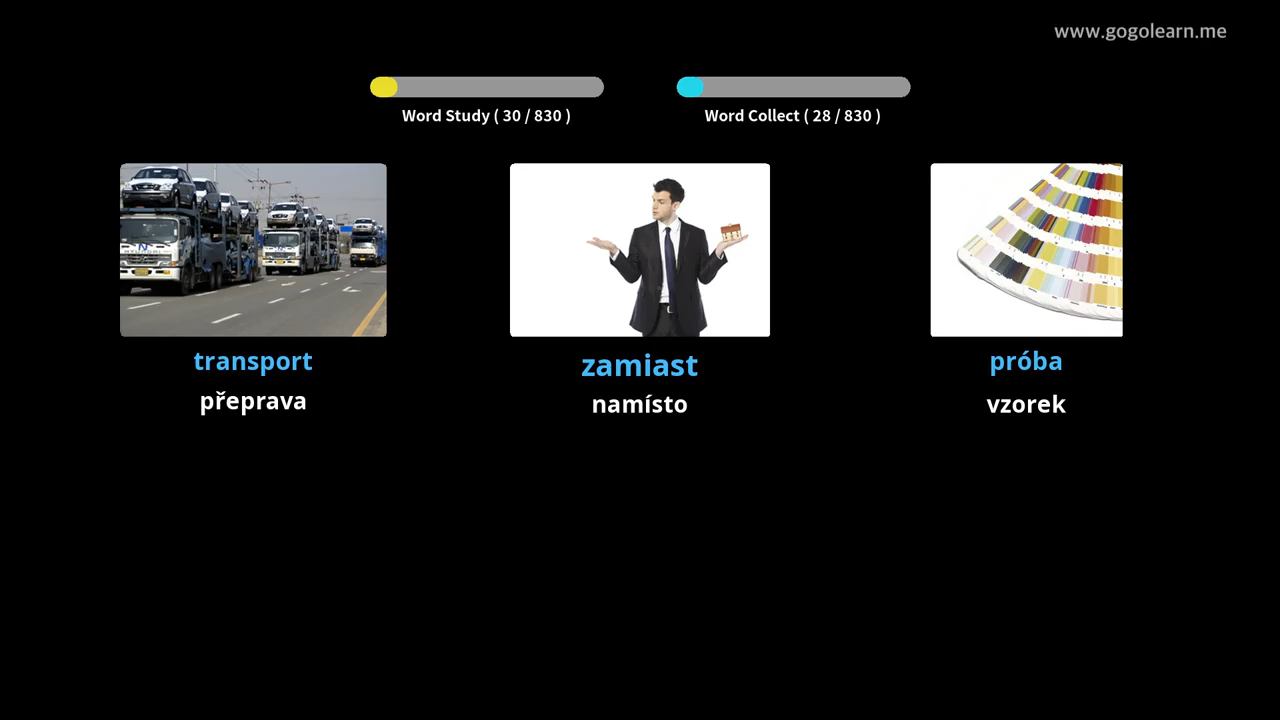 www.gogolearn.me
Word Study ( 30 / 830 )
Word Collect ( 28 / 830 )
transport
zamiast
próba
přeprava
namísto
vzorek